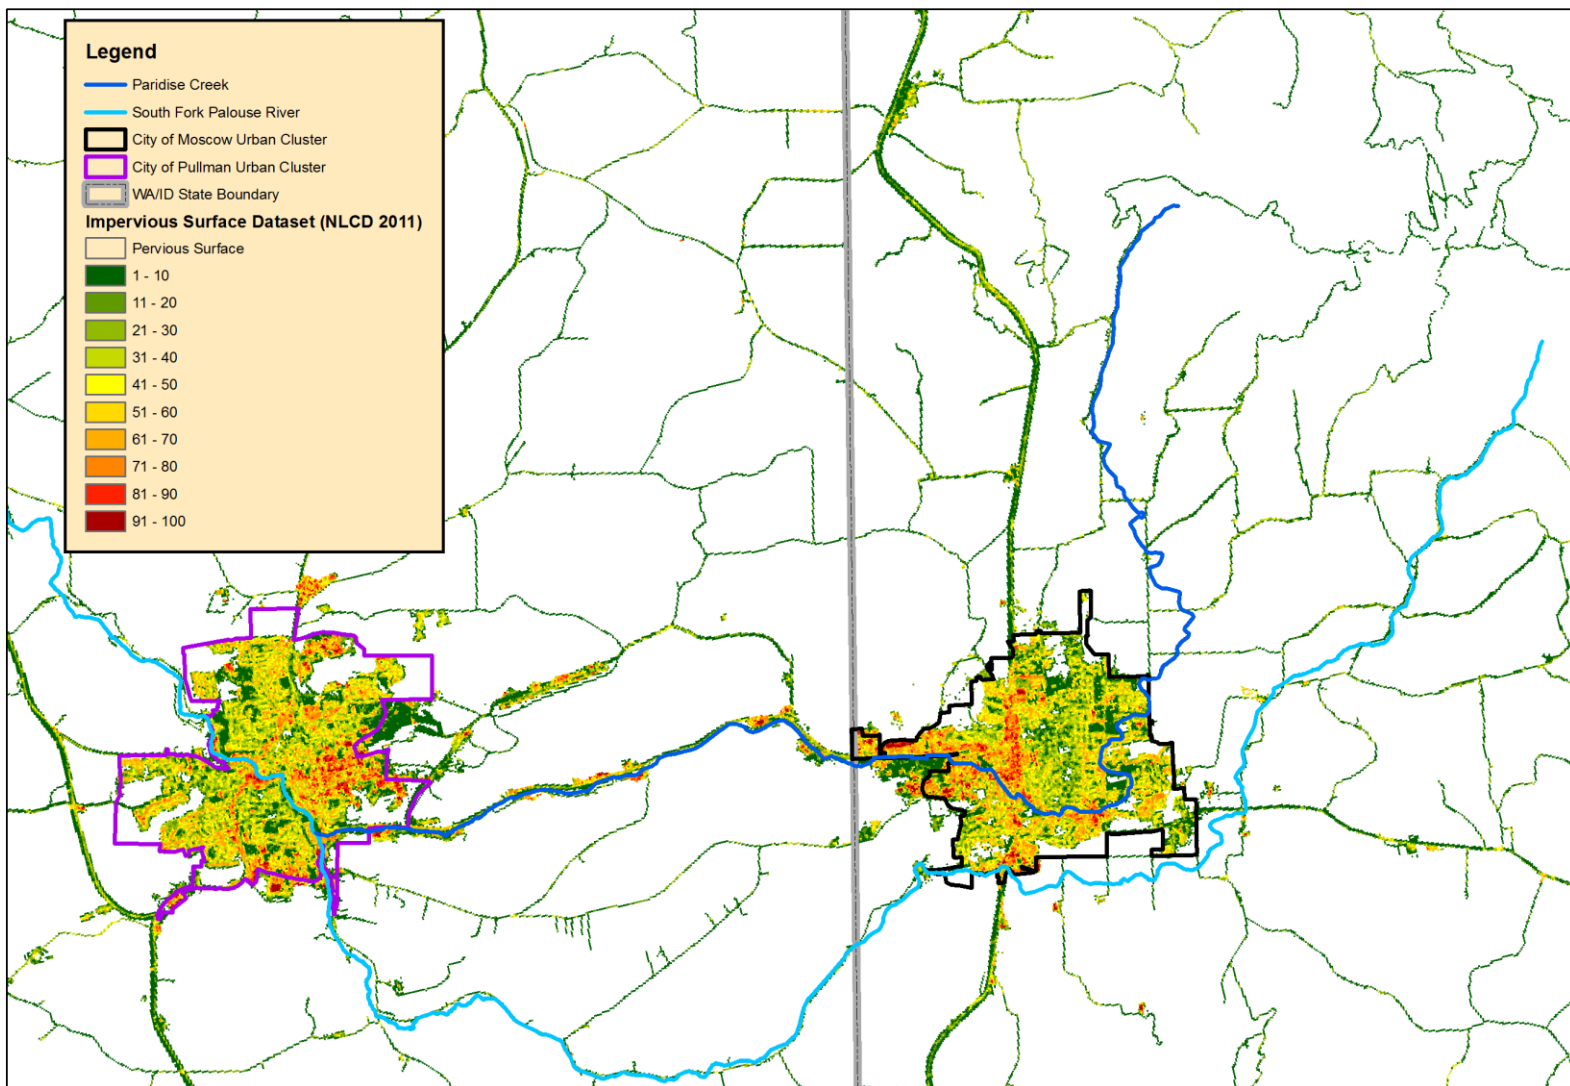 Legend
Paridise Creek
South Fork Palouse River
City of Moscow Urban Cluster
City of Pullman Urban Cluster
WA/ID State Boundary
Impervious Surface Dataset (NLCD 2011)
Pervious Surface
1 - 10
11 - 20
21 - 30
31 - 40
41 - 50
51 - 60
61 - 70
71 - 80
81 - 90
91 - 100